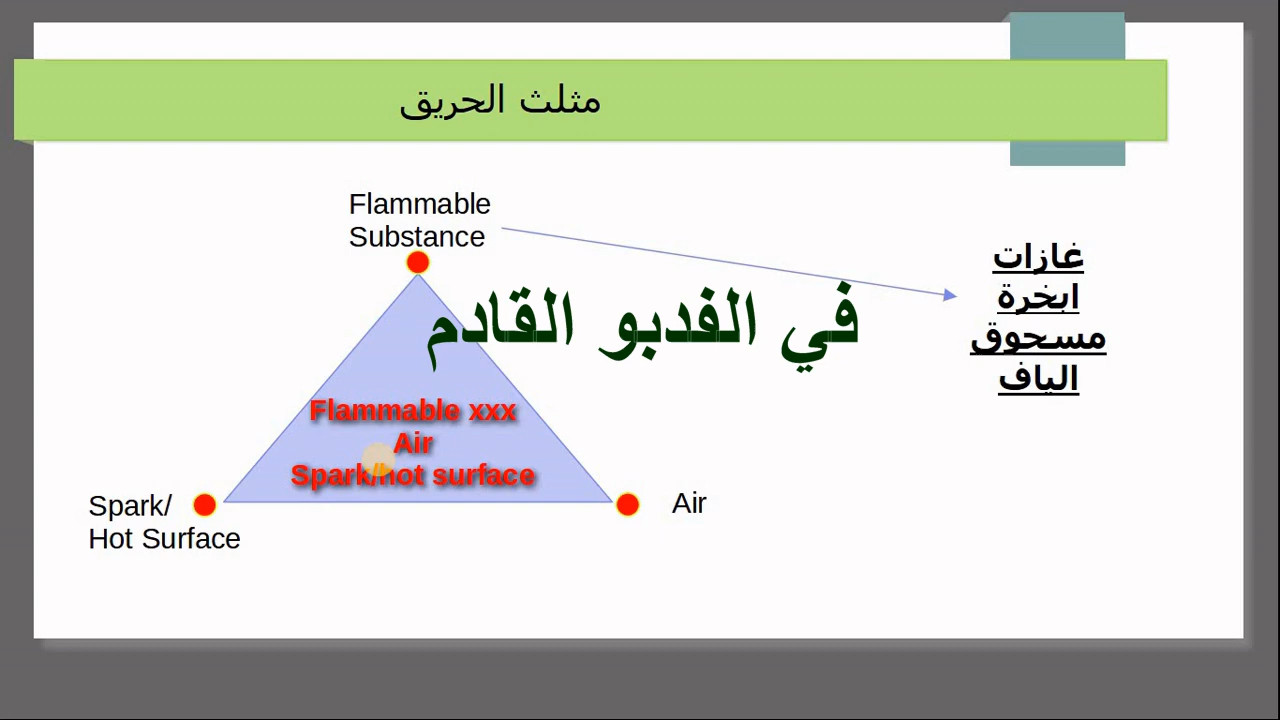 مثلث الحريق
Flammable
Substance
غازات
ابخرة
مسحوق
الياف
في الفدبو القادم
Flammable xxx
Air
Spark/hot surface
Spark/
Hot Surface
Air